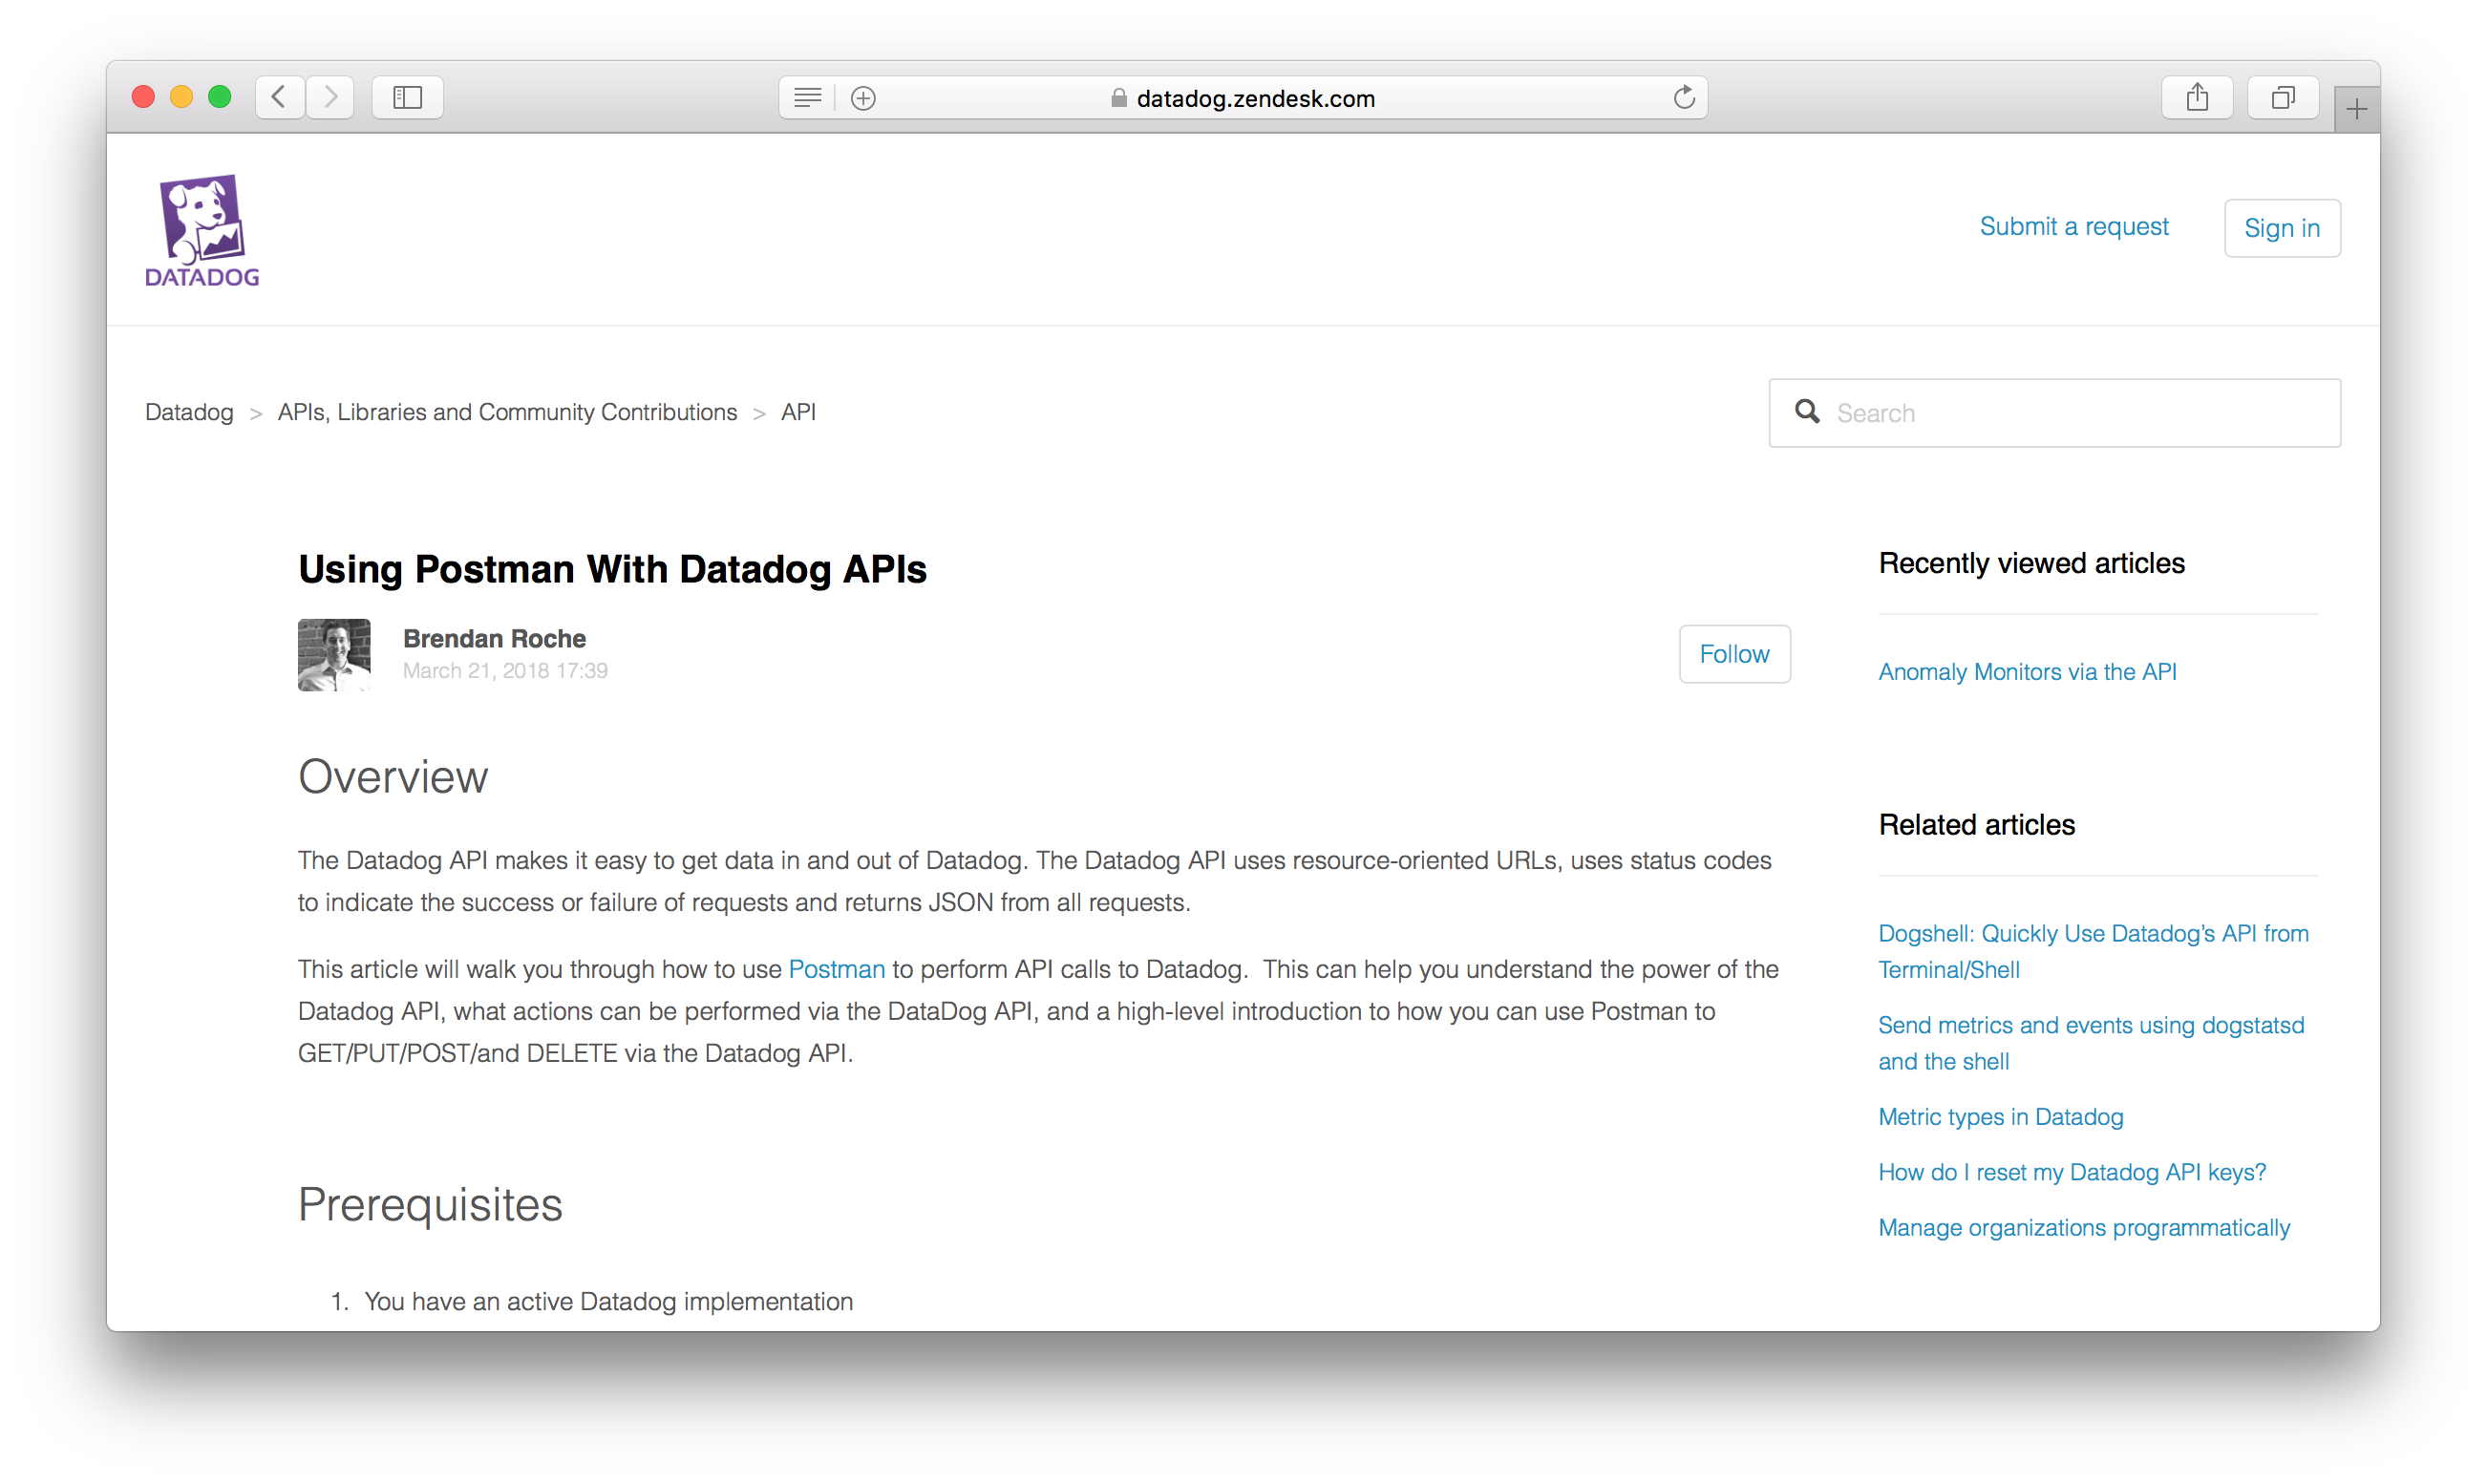 datadog.zendesk.com
DATADOG
Submit a request
Sign in
Datadog > APIs, Libraries and Community Contributions > API
Search
Using Postman With Datadog APIs
Brendan Roche
March 21, 2018 17:39
Follow
Overview
The Datadog API makes it easy to get data in and out of Datadog. The Datadog API uses resource-oriented URLs, uses status codes
to indicate the success or failure of requests and returns JSON from all requests.
This article will walk you through how to use Postman to perform API calls to Datadog.  This can help you understand the power of the
Datadog API, what actions can be performed via the DataDog API, and a high-level introduction to how you can use Postman to
GET/PUT/POST/and DELETE via the Datadog API.
Prerequisites
1. You have an active Datadog implementation
Recently viewed articles
Anomaly Monitors via the API
Related articles
Dogshell: Quickly Use Datadog's API from
Terminal/Shell
Send metrics and events using dogstatsd
and the shell
Metric types in Datadog
How do I reset my Datadog API keys?
Manage organizations programmatically